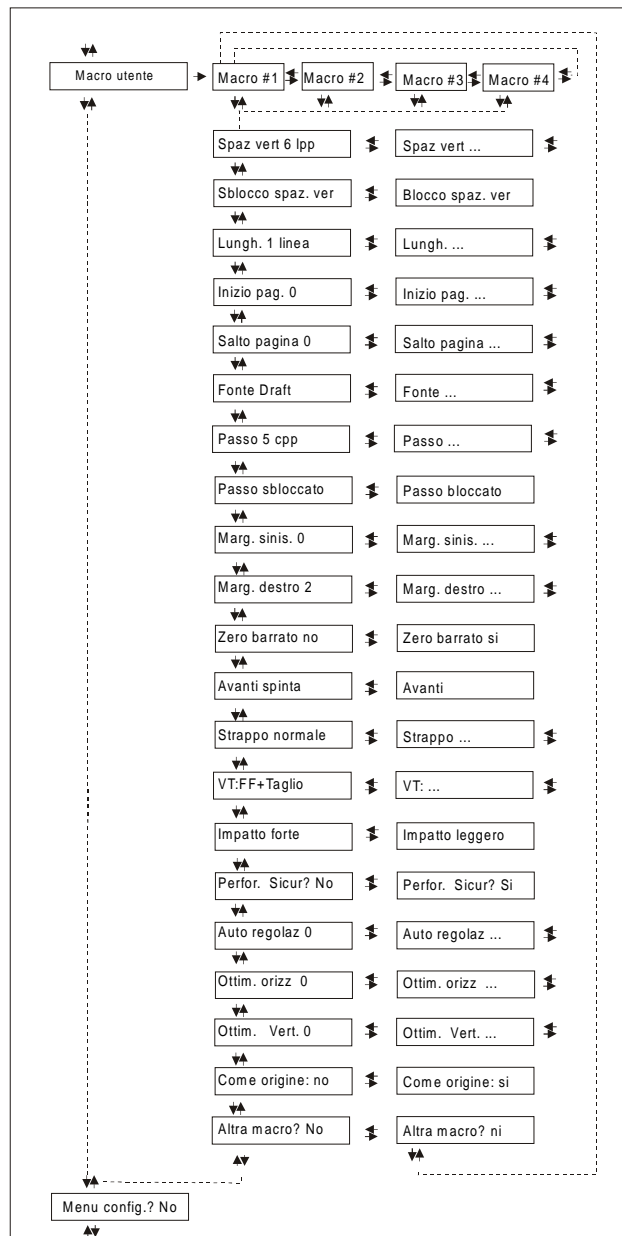 Macro utente Macro #1 Macro #2 Macro #3 Macro #4
Spaz vert 6 lpp Spaz vert ...
Sblocco spaz. ver Blocco spaz. ver
Lungh. 1 linea Lungh. ...
Inizio pag. 0 Inizio pag. ...
Salto pagina 0 Salto pagina ...
Fonte Draft Fonte ...
Passo 5 cpp Passo ...
Passo sbloccato Passo bloccato
Marg. sinis. 0 Marg. sinis. ...
Marg. destro 2 Marg. destro ...
Zero barrato no Zero barrato si
Avanti spinta Avanti
Strappo normale Strappo ...
VT:FF+Taglio VT: ...
Impatto forte Impatto leggero
Perfor. Sicur? No Perfor. Sicur? Si
Auto regolaz 0 Auto regolaz ...
Ottim. orizz 0 Ottim. orizz ...
Ottim. Vert. 0 Ottim. Vert. ...
Come origine: no Come origine: si
Altra macro? No Altra macro? ni
Menu config.? No